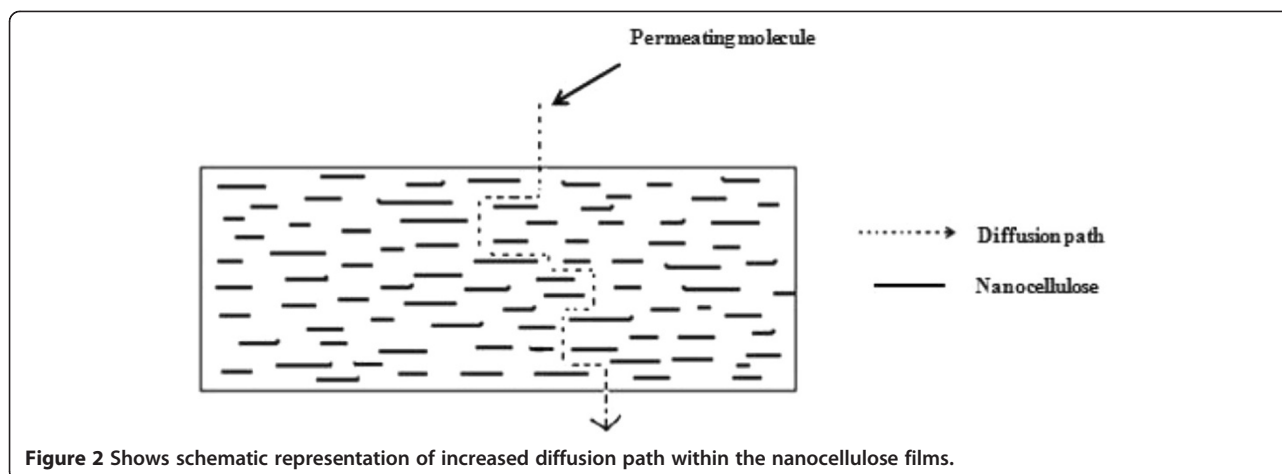 Permeating molecule
Diffusion path
Nanocellulose
Figure 2 Shows schematic representation of increased diffusion path within the nanocellulose films.